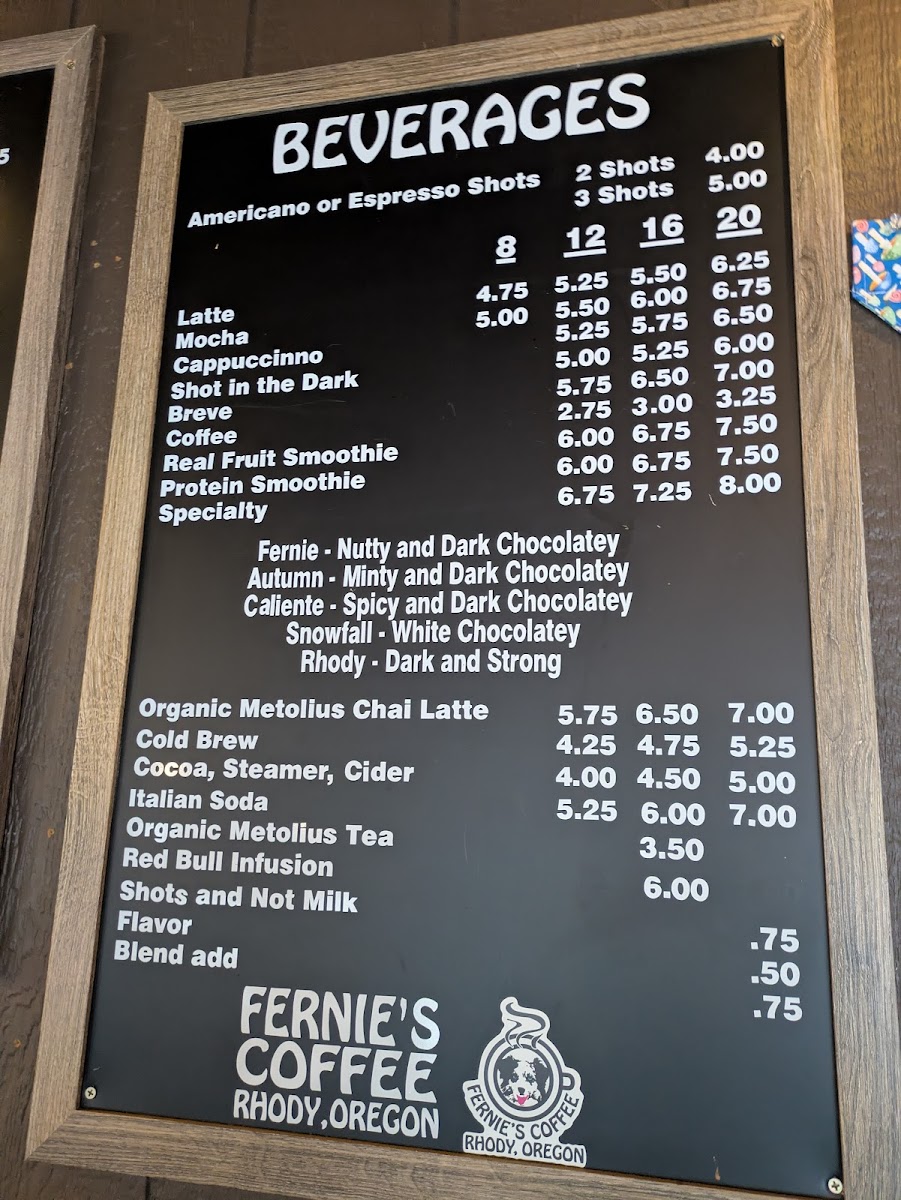 5
BEVERAGES
Americano or Espresso Shots 2 Shots 4.00
3 Shots 5.00
8 12 16 20
Latte 4.75 5.25 5.50 6.25
Mocha 5.00 5.50 6.00 6.75
Cappuccinno 5.25 5.75 6.50
Shot in the Dark 5.00 5.25 6.00
Breve 5.75 6.50 7.00
Coffee 2.75 3.00 3.25
Real Fruit Smoothie 6.00 6.75 7.50
Protein Smoothie 6.00 6.75 7.50
Specialty 6.75 7.25 8.00
Fernie - Nutty and Dark Chocolatey
Autumn - Minty and Dark Chocolatey
Caliente - Spicy and Dark Chocolatey
Snowfall - White Chocolatey
Rhody - Dark and Strong
Organic Metolius Chai Latte 5.75 6.50 7.00
Cold Brew 4.25 4.75 5.25
Cocoa, Steamer, Cider 4.00 4.50 5.00
Italian Soda 5.25 6.00 7.00
Organic Metolius Tea 3.50
Red Bull Infusion 6.00
Shots and Not Milk .75
Flavor .50
Blend add .75
FERNIE'S
COFFEE
RHODY, OREGON
FERNIE'S COFFEE
RHODY, OREGON